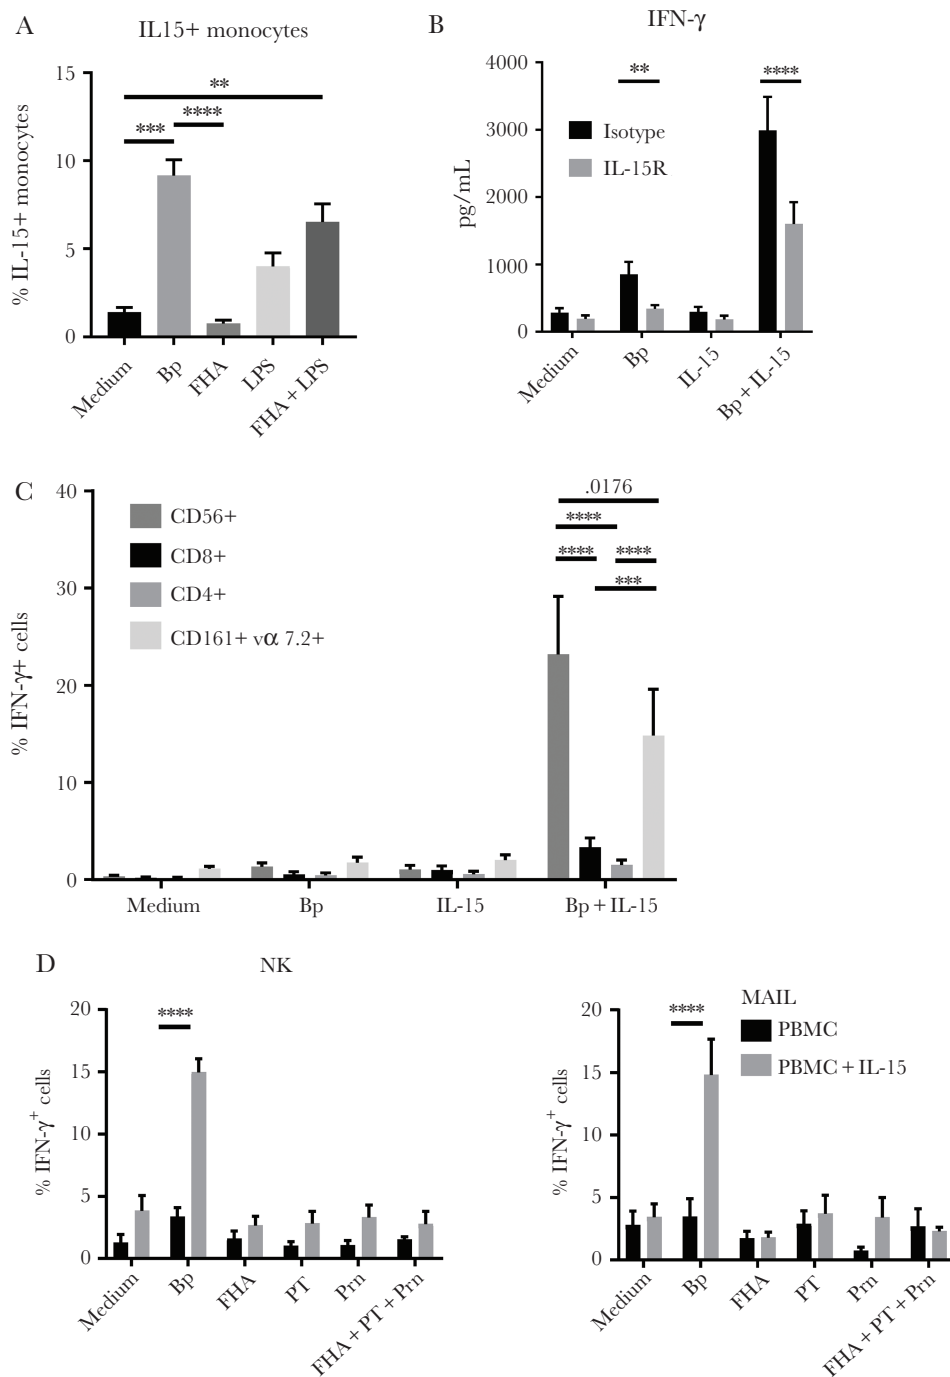 A
IL15+ monocytes
% IL-15+ monocytes
15
10
5
0
**
****
***
Medium
Bp
FHA
LPS
FHA + LPS
B
IFN-γ
pg/mL
4000
3000
2000
1000
0
**
****
Isotype
IL-15R
Medium
Bp
IL-15
Bp + IL-15
C
% IFN-γ+ cells
40
30
20
10
0
CD56+
CD8+
CD4+
CD161+ vα 7.2+
.0176
****
**** ****
***
Medium
Bp
IL-15
Bp + IL-15
D
NK
% IFN-γ+ cells
20
15
10
5
0
****
Medium
Bp
FHA
PT
Prn
FHA + PT + Prn
MAIL
PBMC
PBMC + IL-15
% IFN-γ+ cells
20
15
10
5
0
****
Medium
Bp
FHA
PT
Prn
FHA + PT + Prn